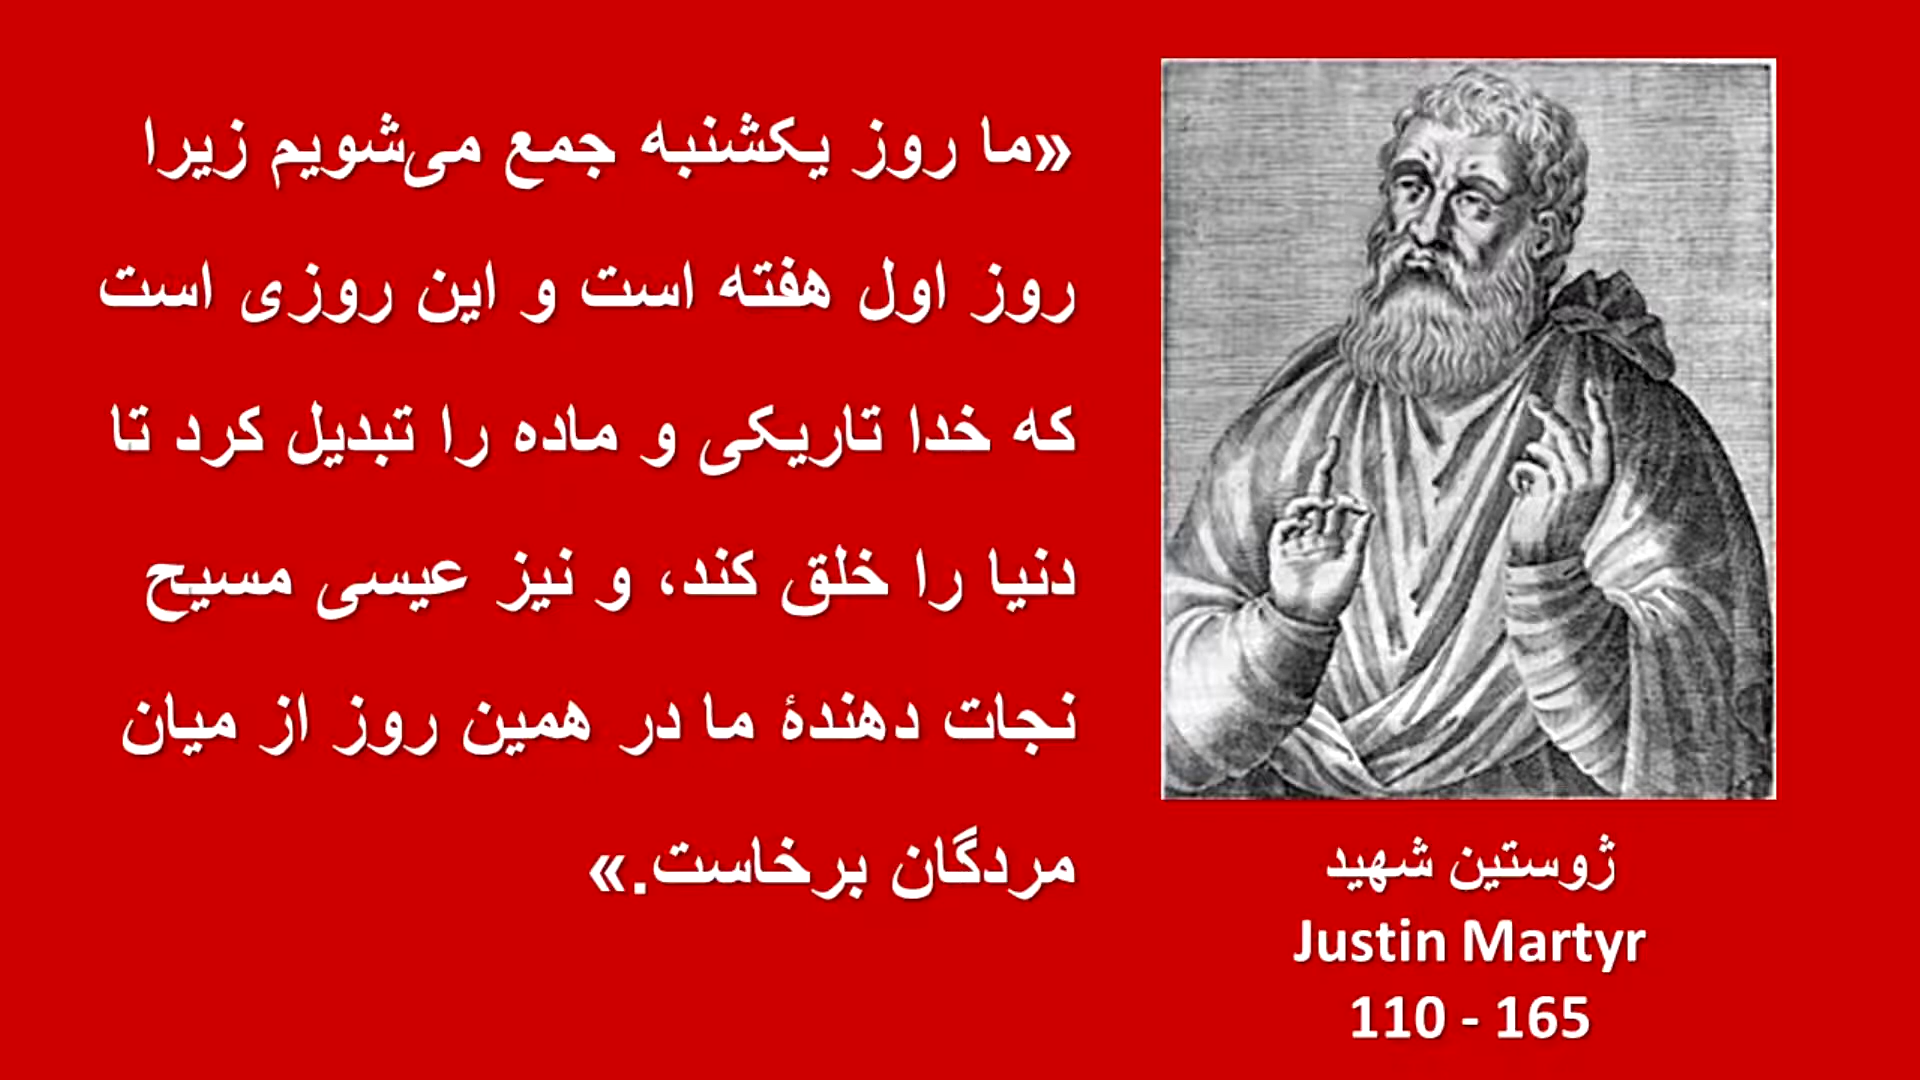 «ما روز یکشنبه جمع می‌شویم زیرا
روز اول هفته است و این روزی است
که خدا تاریکی و ماده را تبدیل کرد تا
دنیا را خلق کند، و نیز عیسی مسیح
نجات دهندۀ ما در همین روز از میان
مردگان برخاست.»
ژوستین شهید
Justin Martyr
110 - 165